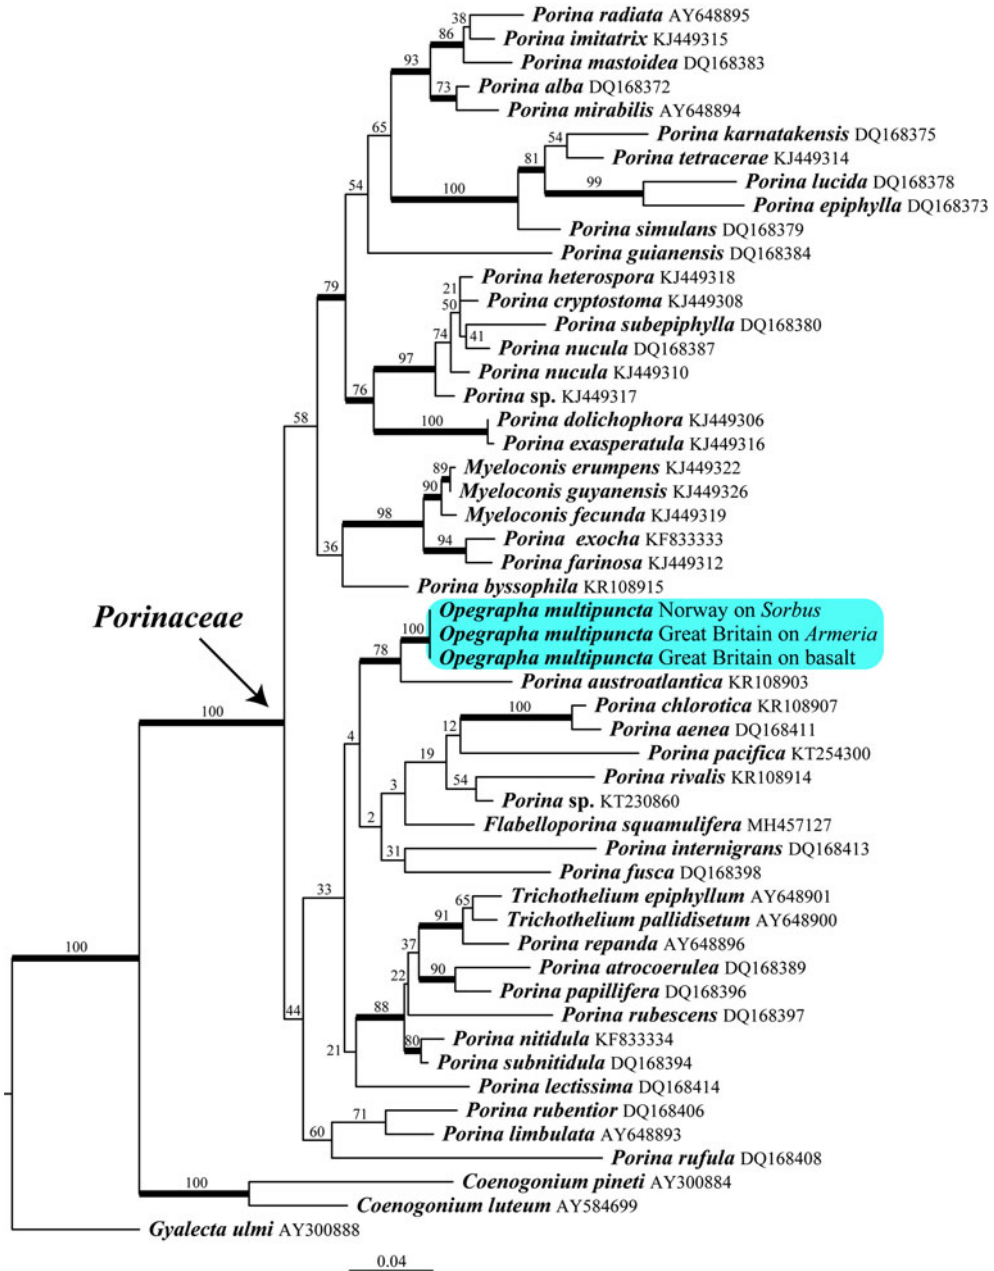 38
Porina radiata AY648895
86
Porina imitatrix KJ449315
93
Porina mastoidea DQ168383
73
Porina alba DQ168372
Porina mirabilis AY648894
65
Porina karnatakensis DQ168375
54
81
Porina tetracerae KJ449314
99
Porina lucida DQ168378
54
100
Porina epiphylla DQ168373
Porina simulans DQ168379
Porina guianensis DQ168384
79
21
Porina heterospora KJ449318
50
Porina cryptostoma KJ449308
74
41
Porina subepiphylla DQ168380
Porina nucula DQ168387
97
Porina nucula KJ449310
76
Porina sp. KJ449317
58
100
Porina dolichophora KJ449306
Porina exasperatula KJ449316
89
Myeloconis erumpens KJ449322
90
Myeloconis guyanensis KJ449326
98
Myeloconis fecunda KJ449319
94
Porina exocha KF833333
36
Porina farinosa KJ449312
Porina byssophila KR108915
Porinaceae
100
Opegrapha multipuncta Norway on Sorbus
Opegrapha multipuncta Great Britain on Armeria
78
Opegrapha multipuncta Great Britain on basalt
Porina austroatlantica KR108903
100
100
Porina chlorotica KR108907
12
Porina aenea DQ168411
4
19
Porina pacifica KT254300
3
54
Porina rivalis KR108914
Porina sp. KT230860
2
Flabelloporina squamulifera MH457127
31
Porina internigrans DQ168413
Porina fusca DQ168398
33
65
Trichothelium epiphyllum AY648901
91
Trichothelium pallidisetum AY648900
37
Porina repanda AY648896
100
22
90
Porina atrocoerulea DQ168389
Porina papillifera DQ168396
44
88
Porina rubescens DQ168397
21
80
Porina nitidula KF833334
Porina subnitidula DQ168394
Porina lectissima DQ168414
71
Porina rubentior DQ168406
60
Porina limbulata AY648893
Porina rufula DQ168408
100
Coenogonium pineti AY300884
Coenogonium luteum AY584699
Gyalecta ulmi AY300888
0.04